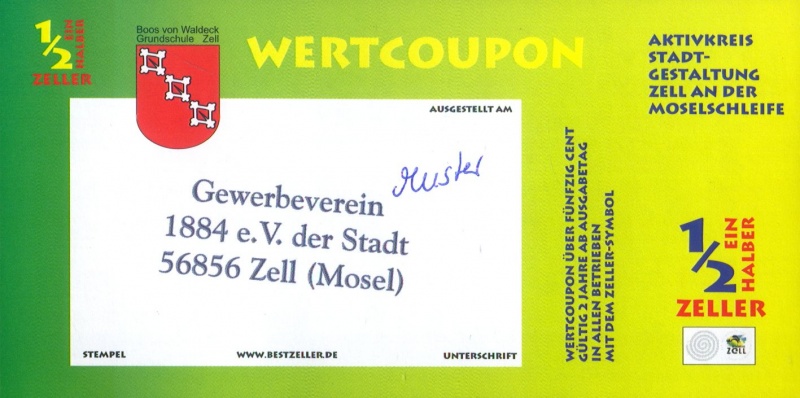 1/2 EIN HALBER
ZELLER
Boos von Waldeck
Grundschule Zell
WERTCOUPON
AKTIVKREIS
STADT-
GESTALTUNG
ZELL AN DER
MOSELSCHLEIFE
AUSGESTELLT AM
Muster
Gewerbeverein
1884 e.V. der Stadt
56856 Zell (Mosel)
STEMPEL
WWW.BESTZELLER.DE
UNTERSCHRIFT
WERTCOUPON ÜBER FÜNFZIG CENT
GÜLTIG 2 JAHRE AB AUSGABETAG
IN ALLEN BETRIEBEN
MIT DEM ZELLER-SYMBOL
1/2 EIN HALBER
ZELLER
ZELL